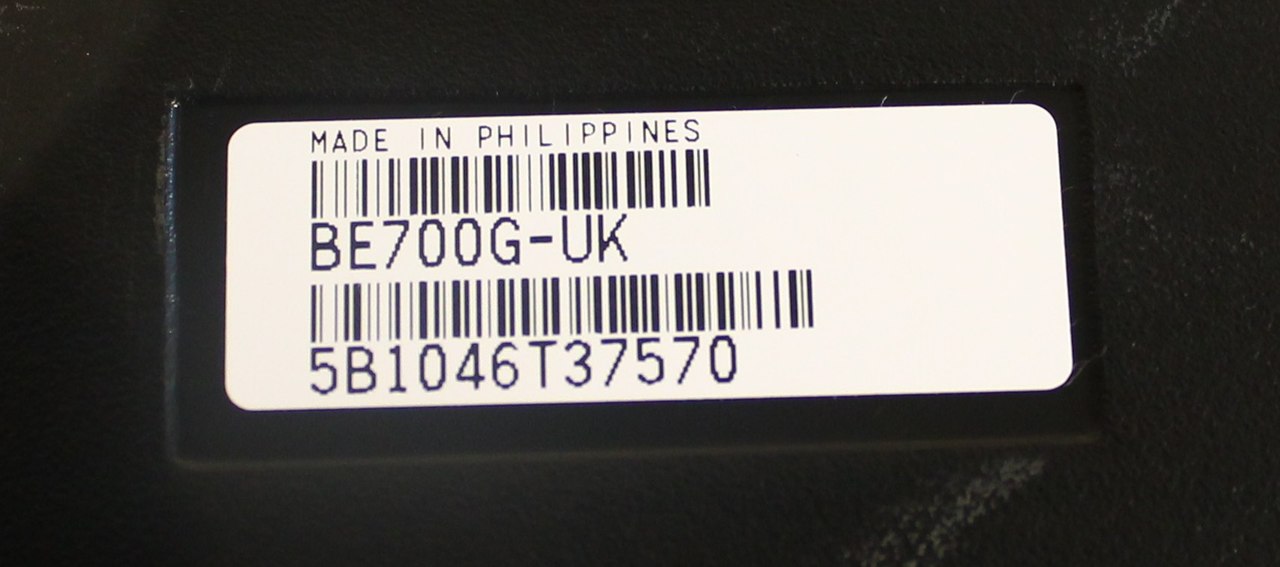 MADE IN PHILIPPINES
BE700G-UK
5B1046T37570